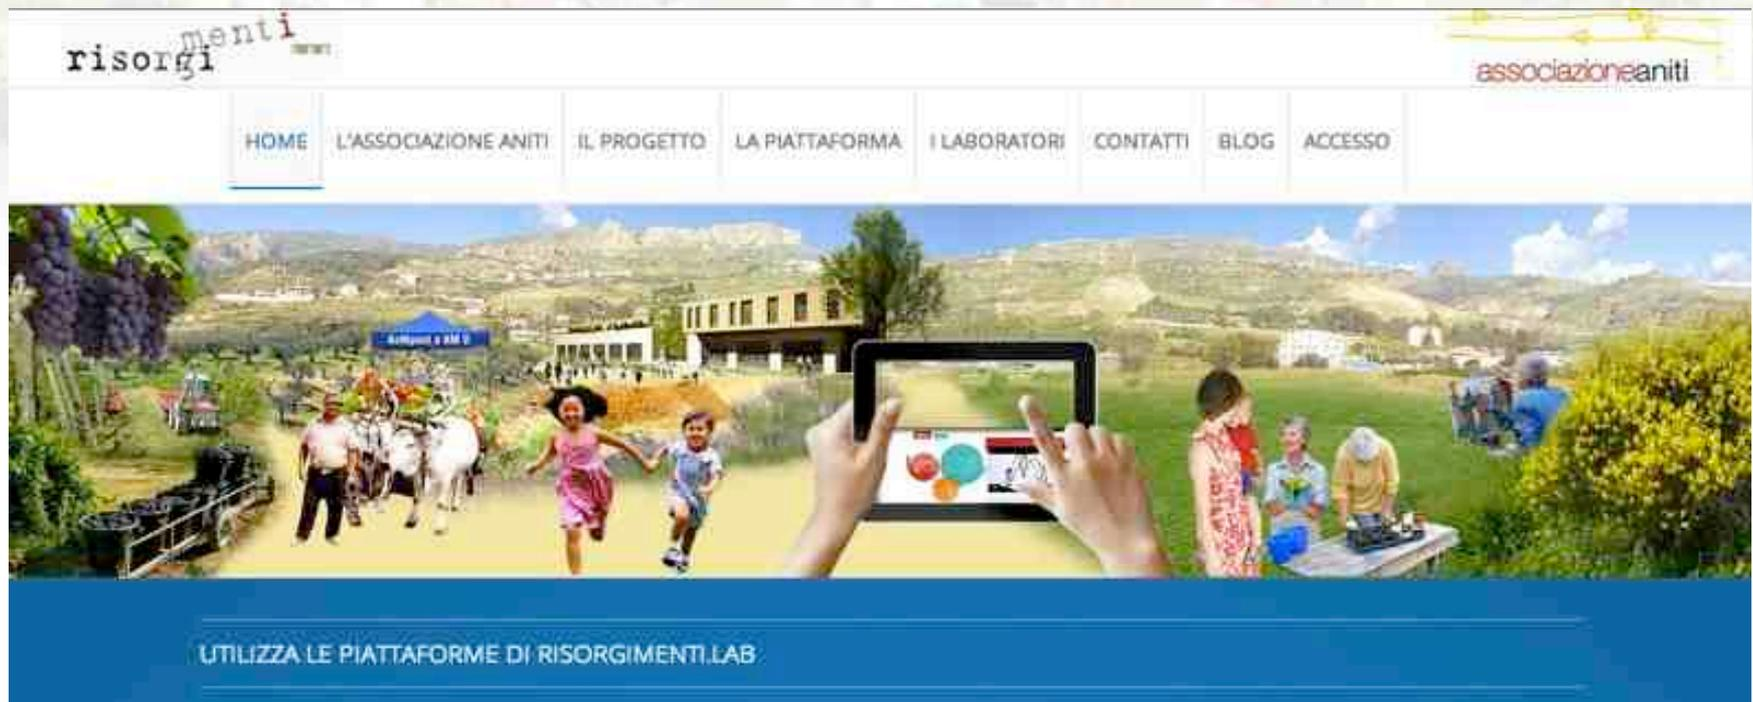 risorgimenti
associazioneaniti
HOME L'ASSOCIAZIONE ANITI IL PROGETTO LA PIATTAFORMA I LABORATORI CONTATTI BLOG ACCESSO
UTILIZZA LE PIATTAFORME DI RISORGIMENTI.LAB